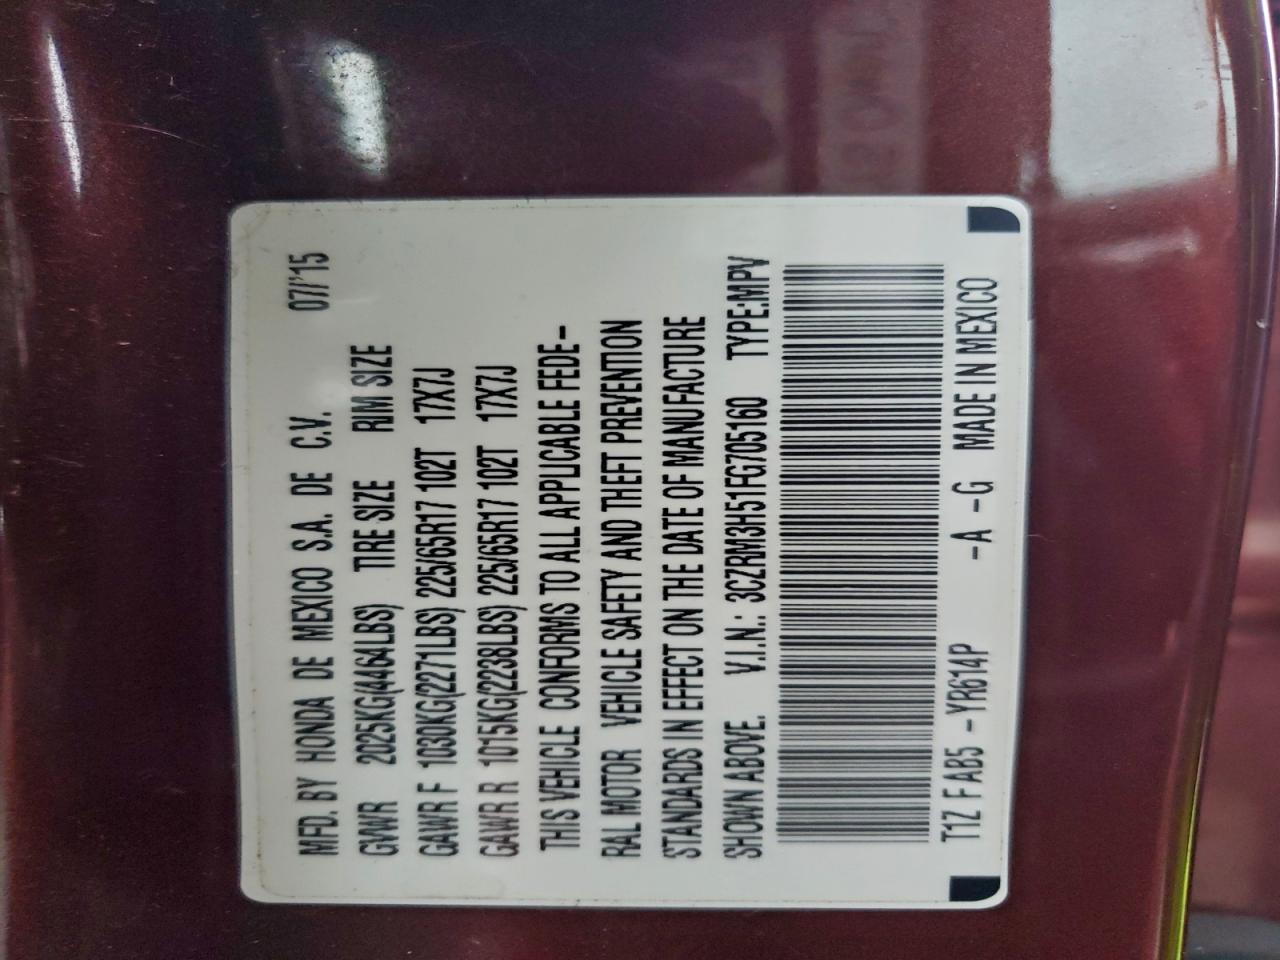 MFD. BY HONDA DE MEXICO S.A. DE C.V. 07/'15
GVWR 2025KG(4464LBS) TIRE SIZE RIM SIZE
GAWR F 1030KG(2271LBS) 225/65R17 102T 17X7J
GAWR R 1015KG(2238LBS) 225/65R17 102T 17X7J
THIS VEHICLE CONFORMS TO ALL APPLICABLE FEDE-
RAL MOTOR VEHICLE SAFETY AND THEFT PREVENTION
STANDARDS IN EFFECT ON THE DATE OF MANUFACTURE
SHOWN ABOVE. V.I.N.: 3CZRM3H51FG705160 TYPE:MPV
T1Z F AB5 -YR614P -A -G MADE IN MEXICO